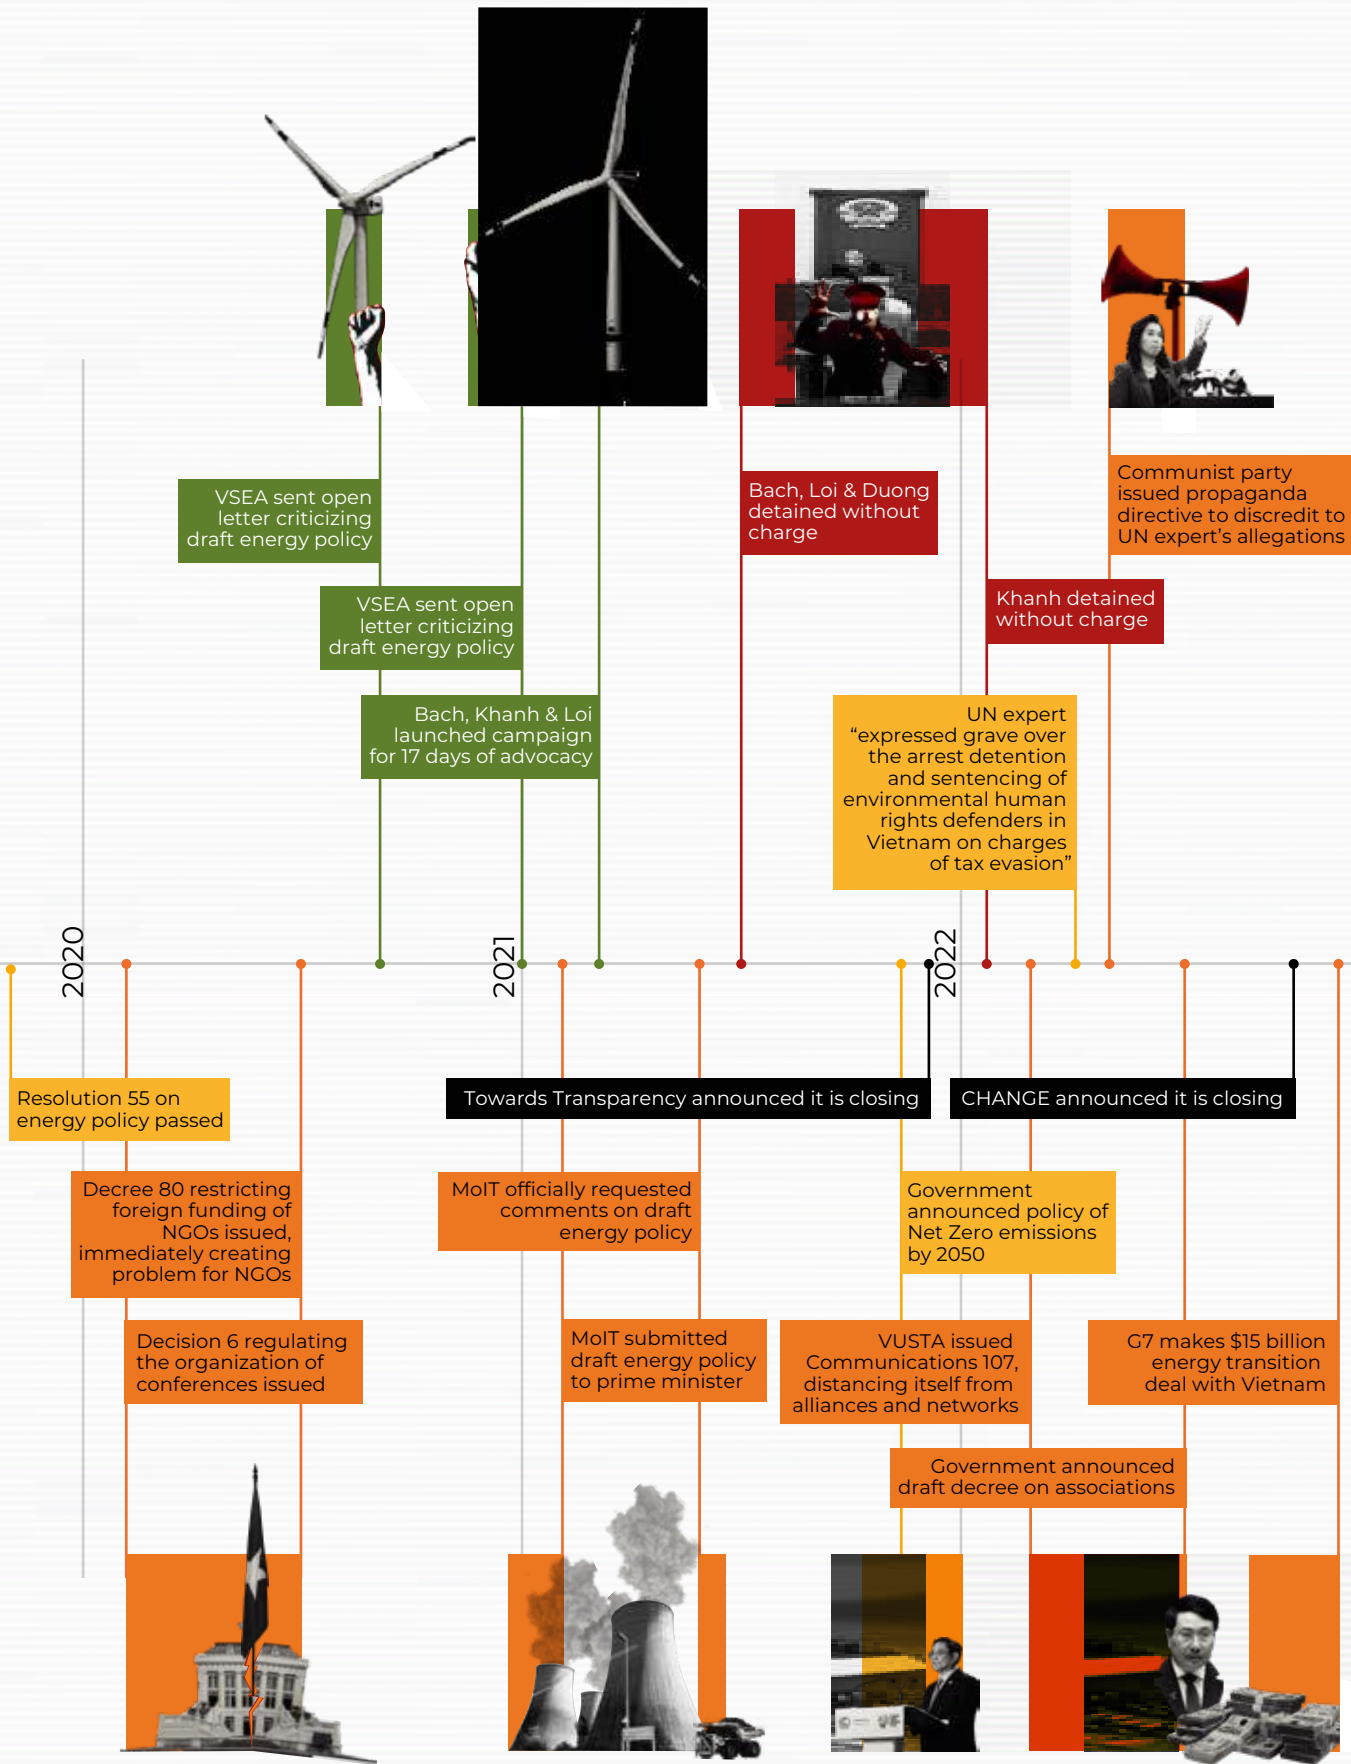 VSEA sent open
letter criticizing
draft energy policy
VSEA sent open
letter criticizing
draft energy policy
Bach, Khanh & Loi
launched campaign
for 17 days of advocacy
Bach, Loi & Duong
detained without
charge
Communist party
issued propaganda
directive to discredit to
UN expert’s allegations
Khanh detained
without charge
UN expert
“expressed grave over
the arrest detention
and sentencing of
environmental human
rights defenders in
Vietnam on charges
of tax evasion”
2020
2021
2022
Resolution 55 on
energy policy passed
Towards Transparency announced it is closing
CHANGE announced it is closing
Decree 80 restricting
foreign funding of
NGOs issued,
immediately creating
problem for NGOs
MoIT officially requested
comments on draft
energy policy
Government
announced policy of
Net Zero emissions
by 2050
Decision 6 regulating
the organization of
conferences issued
MoIT submitted
draft energy policy
to prime minister
VUSTA issued
Communications 107,
distancing itself from
alliances and networks
G7 makes $15 billion
energy transition
deal with Vietnam
Government announced
draft decree on associations